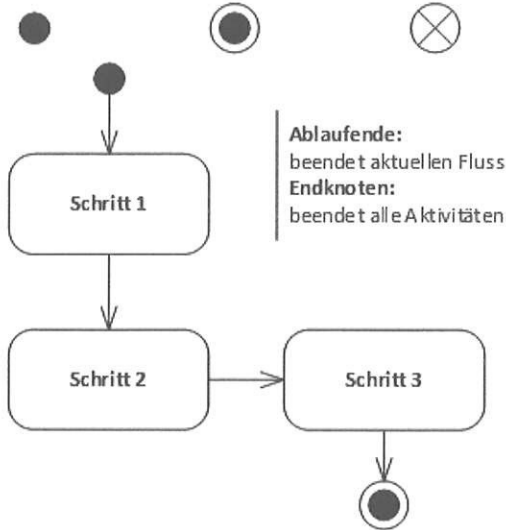 Ablaufende:
beendet aktuellen Fluss
Endknoten:
beendet alle Aktivitäten
Schritt 1
Schritt 2
Schritt 3